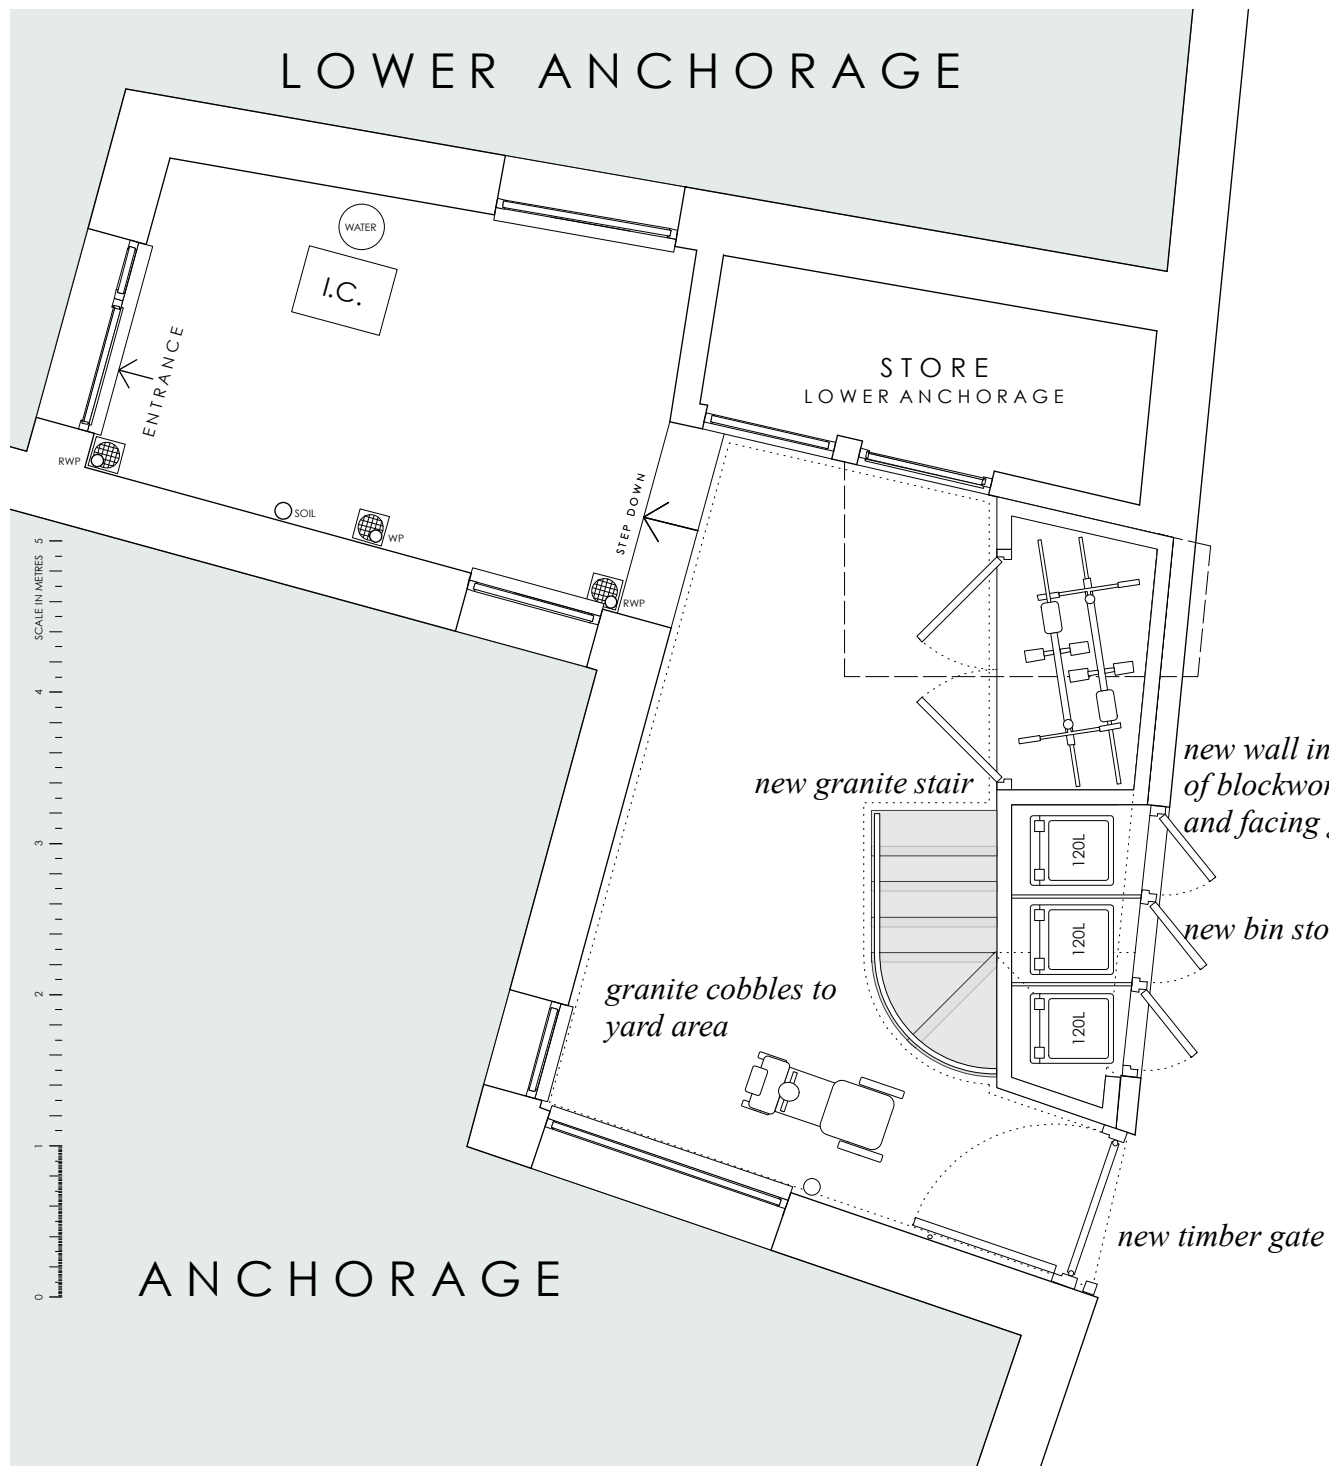 LOWER ANCHORAGE
WATER
I.C.
ENTRANCE
STORE
LOWER ANCHORAGE
RWP
SOIL
WP
STEP DOWN
RWP
SCALE IN METRES
5
4
3
2
1
0
new granite stair
new wall in
of blockwor
and facing
120L
120L
120L
new bin sto
granite cobbles to
yard area
new timber gate
ANCHORAGE